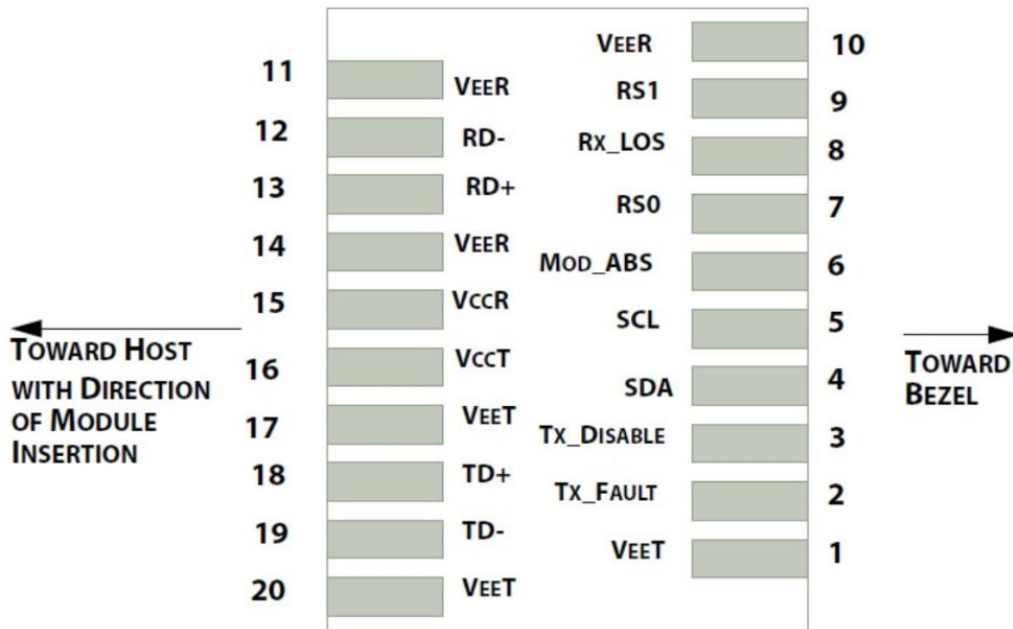 VEER 10
11 VEER
RS1 9
12 RD-
RX_LOS 8
13 RD+
RS0 7
14 VEER
MOD_ABS 6
15 VCCR
SCL 5
TOWARD HOST
WITH DIRECTION
OF MODULE
INSERTION
16 VCCT
SDA 4
TOWARD
BEZEL
17 VEET
TX_DISABLE 3
18 TD+
TX_FAULT 2
19 TD-
VEET 1
20 VEET